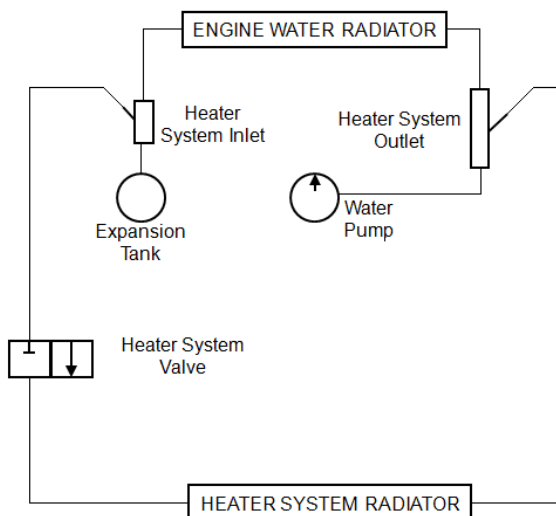 ENGINE WATER RADIATOR
Heater
System Inlet
Heater System
Outlet
Expansion
Tank
Water
Pump
Heater System
Valve
HEATER SYSTEM RADIATOR